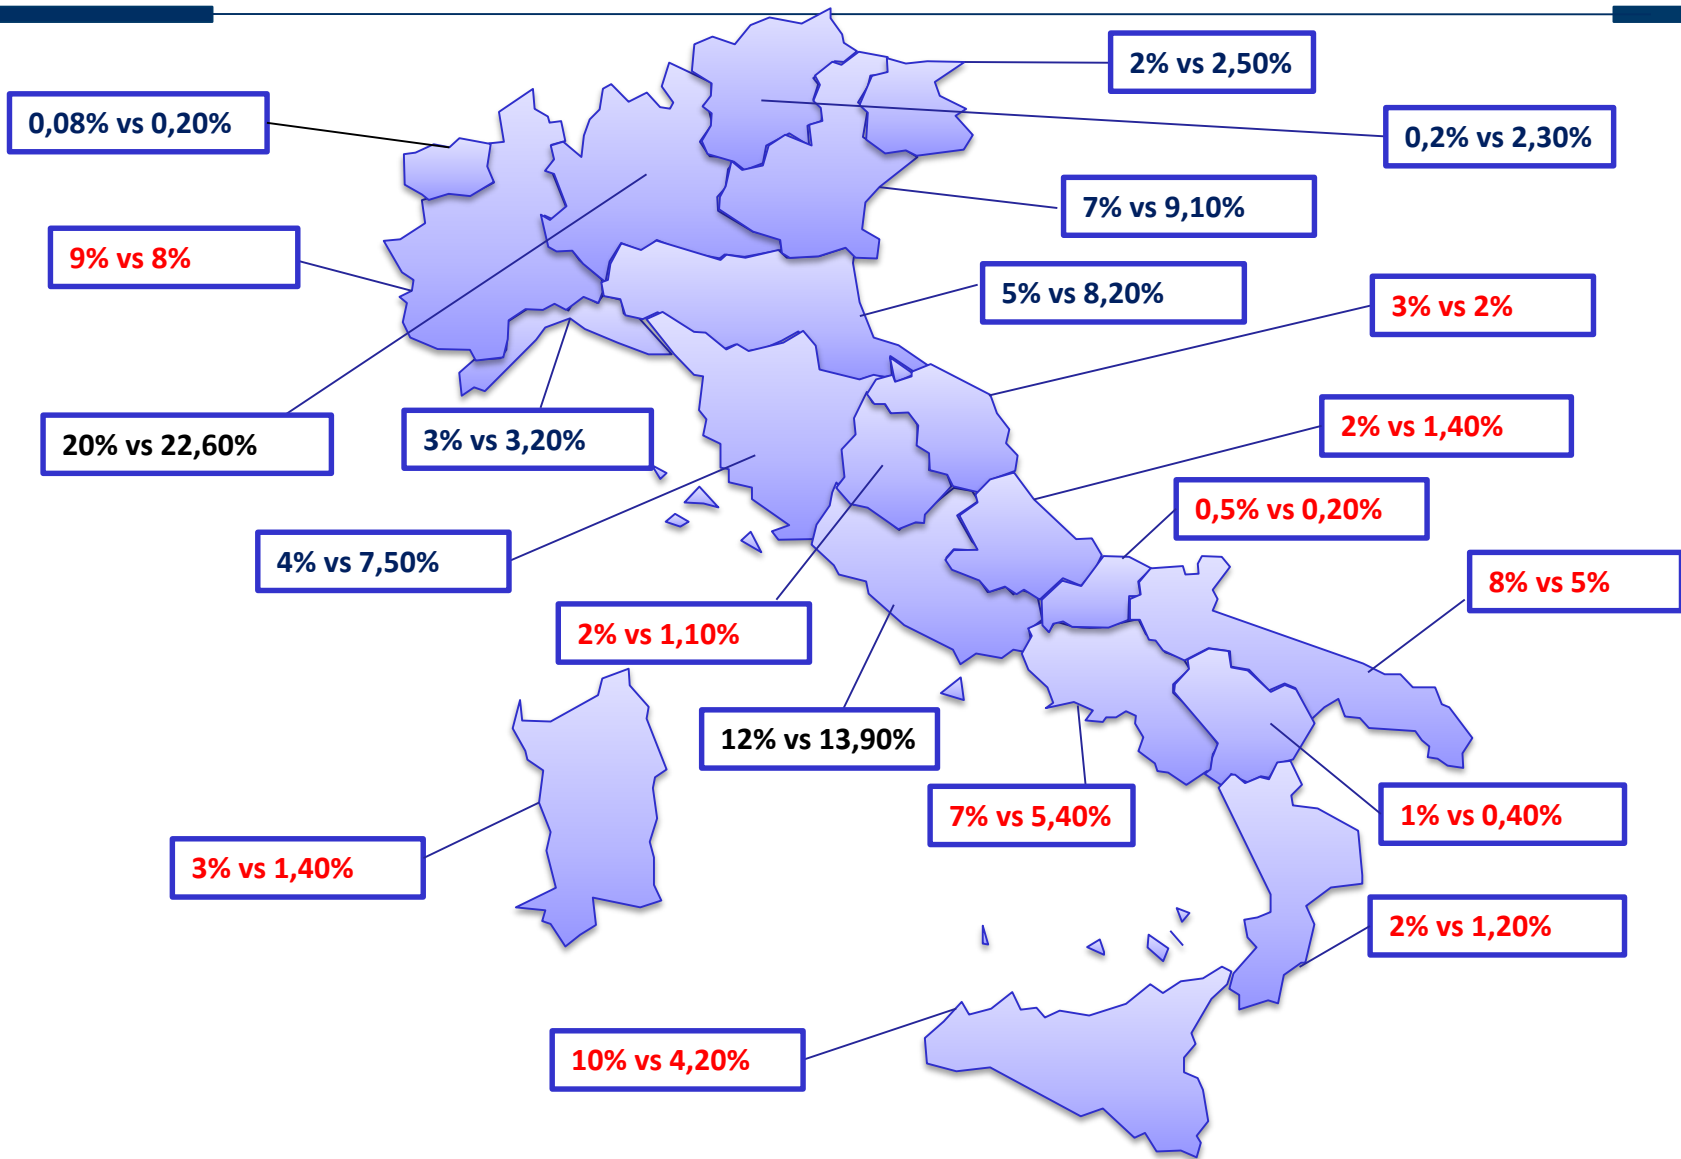 2% vs 2,50%
0,08% vs 0,20%
0,2% vs 2,30%
7% vs 9,10%
9% vs 8%
5% vs 8,20%
3% vs 2%
20% vs 22,60%
3% vs 3,20%
2% vs 1,40%
0,5% vs 0,20%
4% vs 7,50%
8% vs 5%
2% vs 1,10%
12% vs 13,90%
7% vs 5,40%
1% vs 0,40%
3% vs 1,40%
2% vs 1,20%
10% vs 4,20%